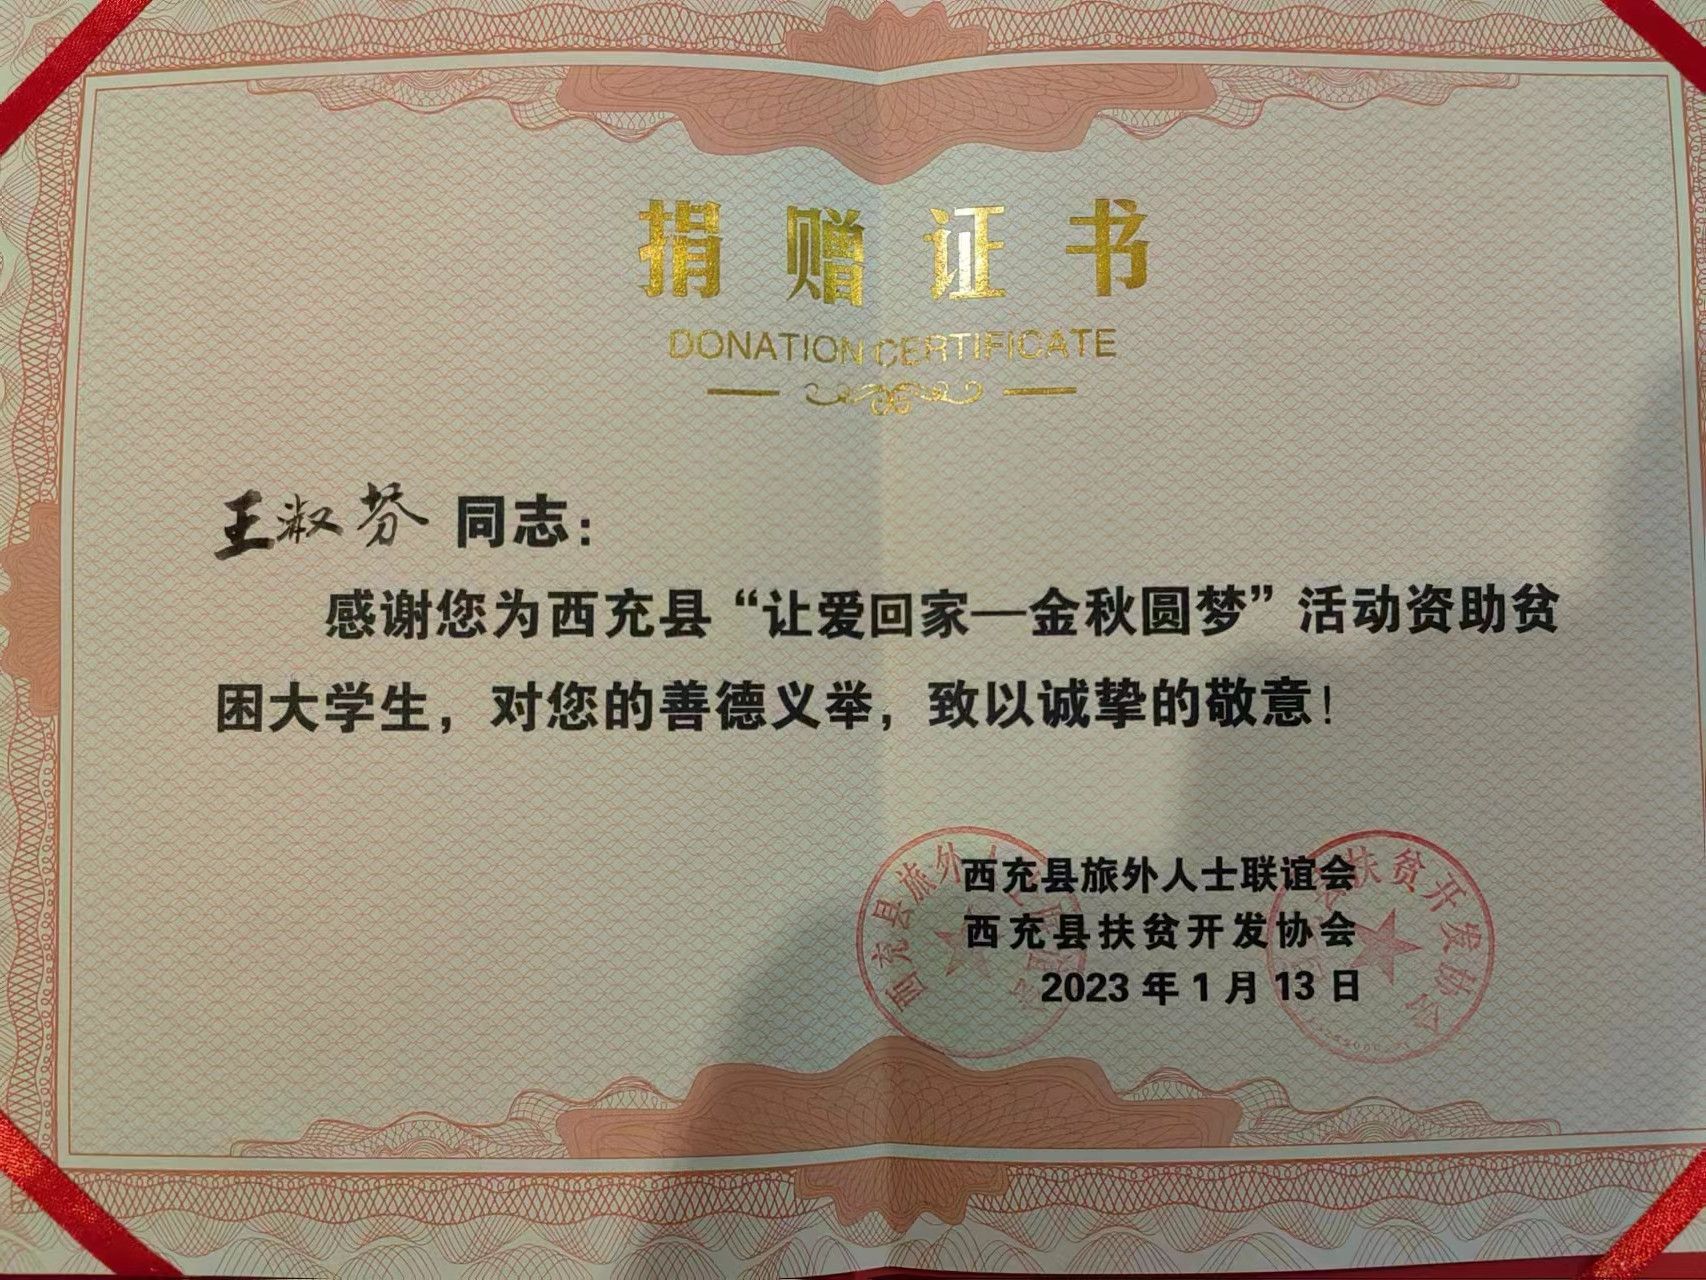 捐赠证书
DONATION CERTIFICATE
王淑芬 同志：
感谢您为西充县“让爱回家—金秋圆梦”活动资助贫
困大学生，对您的善德义举，致以诚挚的敬意！
西充县旅外人士联谊会
西充县扶贫开发协会
2023 年 1 月 13 日